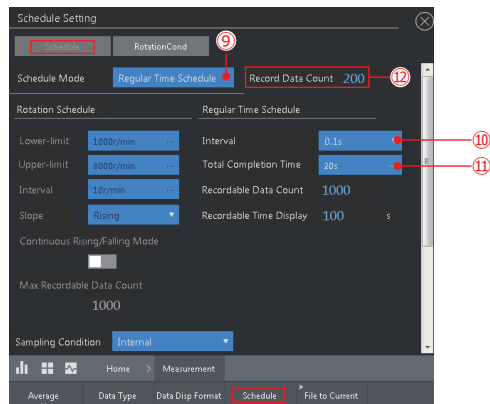 Schedule Setting
Schedule RotationCond
⑨
Schedule Mode Regular Time Schedule Record Data Count 200 ⑫
Rotation Schedule Regular Time Schedule
Lower-limit 1000r/min ... Interval 0.1s ⑩
Upper-limit 8000r/min ... Total Completion Time 20s ... ⑪
Interval 10r/min ... Recordable Data Count 1000
Slope Rising Recordable Time Display 100 s
Continuous Rising/Falling Mode
Max Recordable Data Count
1000
Sampling Condition Internal
Home > Measurement
Average Data Type Data Disp Format Schedule File to Current